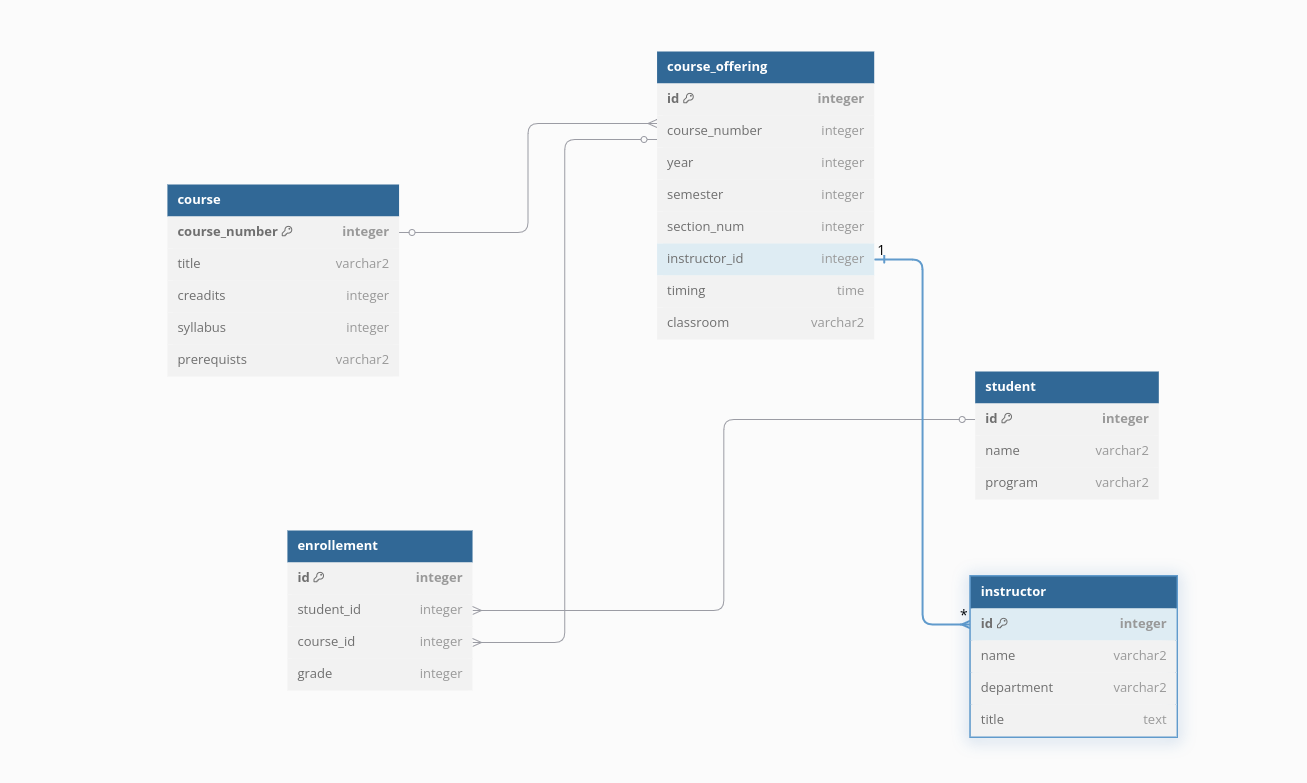 course_offering
id integer
course_number integer
year integer
semester integer
section_num integer
instructor_id integer
timing time
classroom varchar2
course
course_number integer
title varchar2
creadits integer
syllabus integer
prerequists varchar2
1
student
id integer
name varchar2
program varchar2
enrollement
id integer
student_id integer
course_id integer
grade integer
*
instructor
id integer
name varchar2
department varchar2
title text